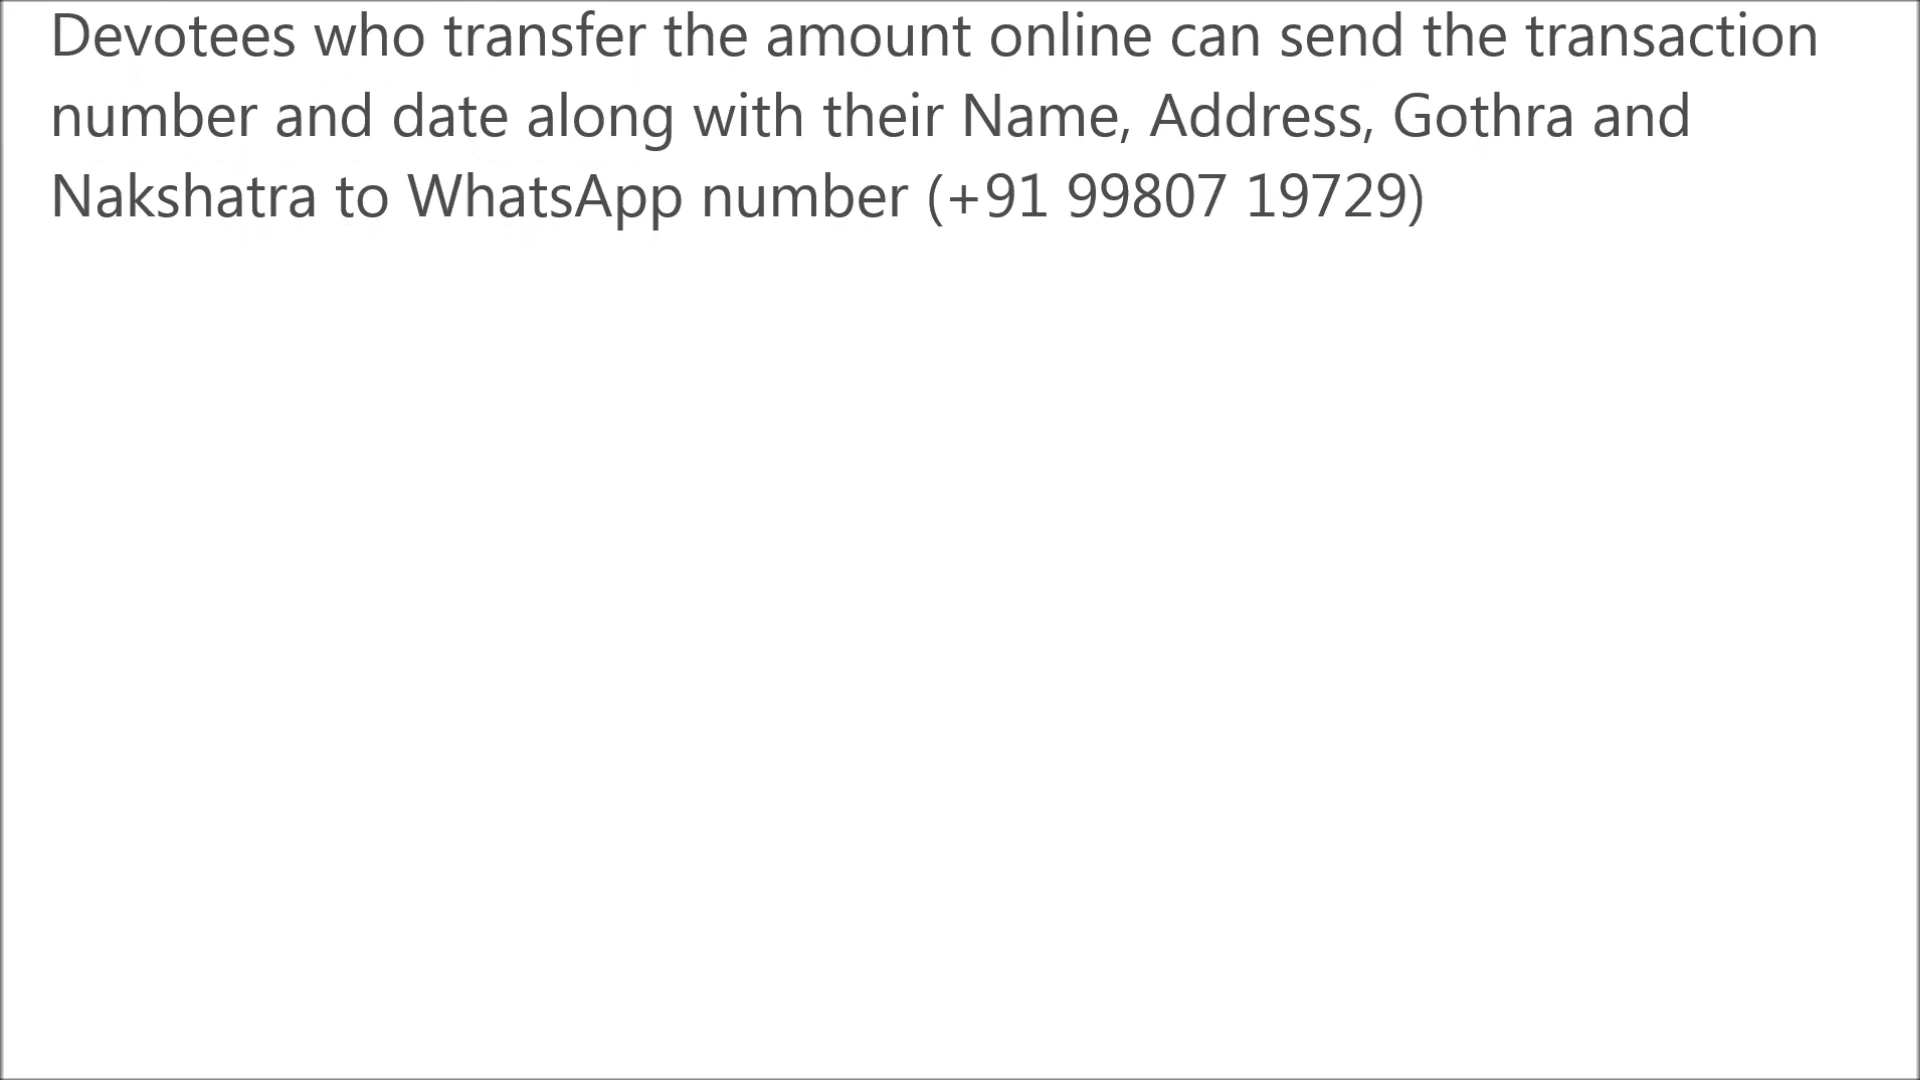 Devotees who transfer the amount online can send the transaction
number and date along with their Name, Address, Gothra and
Nakshatra to WhatsApp number (+91 99807 19729)